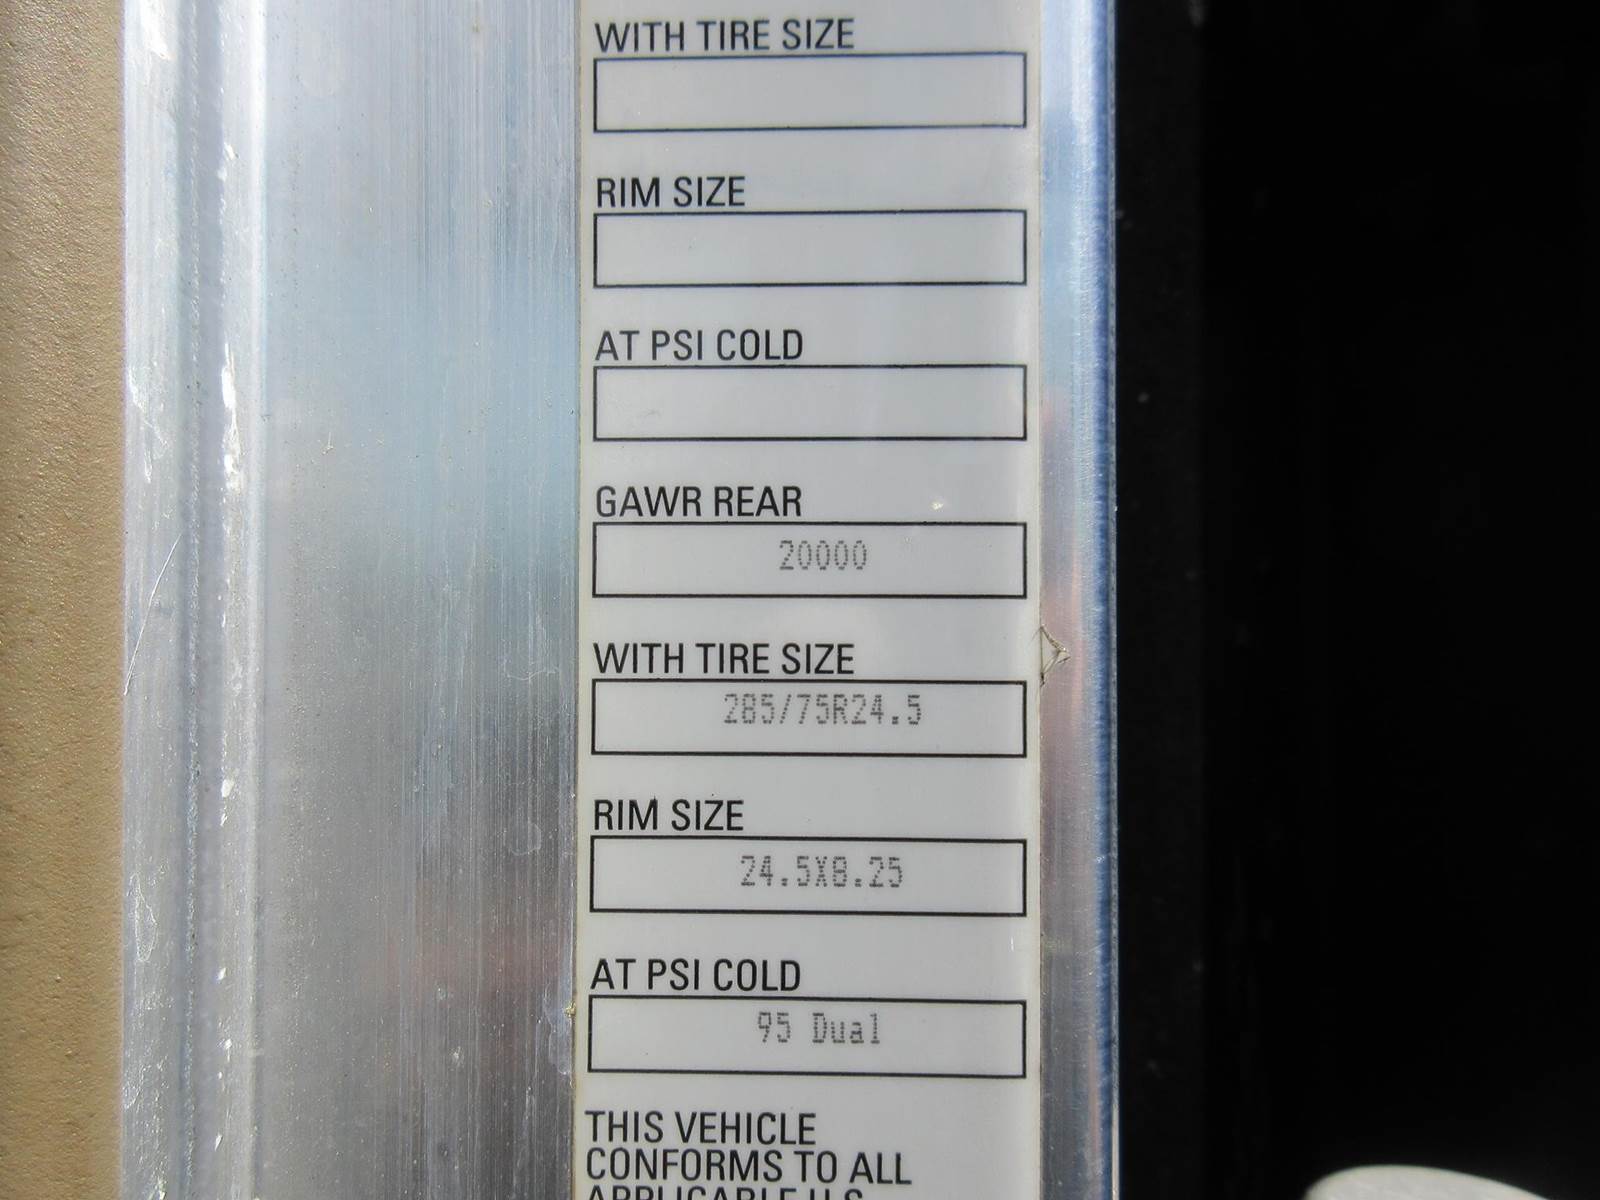 WITH TIRE SIZE
RIM SIZE
AT PSI COLD
GAWR REAR
20000
WITH TIRE SIZE
285/75R24.5
RIM SIZE
24.5X8.25
AT PSI COLD
95 Dual
THIS VEHICLE
CONFORMS TO ALL
APPLICABLE U.S.